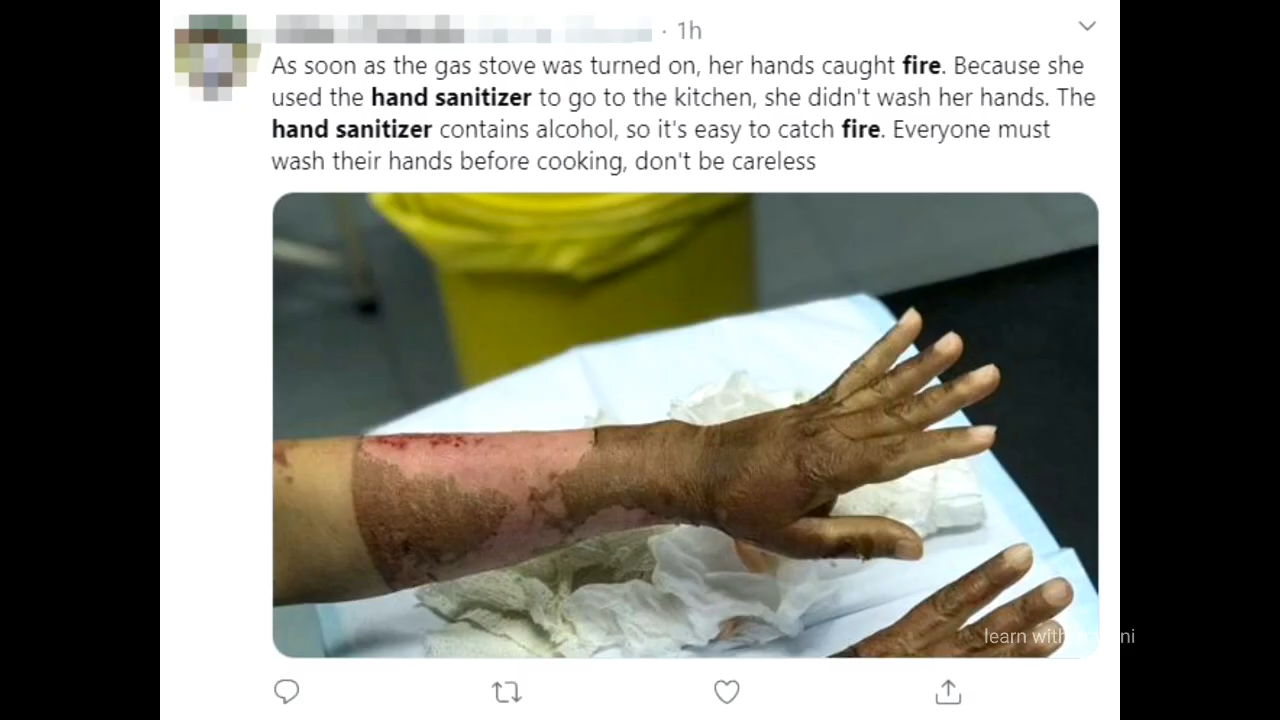 · 1h
As soon as the gas stove was turned on, her hands caught fire. Because she
used the hand sanitizer to go to the kitchen, she didn't wash her hands. The
hand sanitizer contains alcohol, so it's easy to catch fire. Everyone must
wash their hands before cooking, don't be careless
learn with